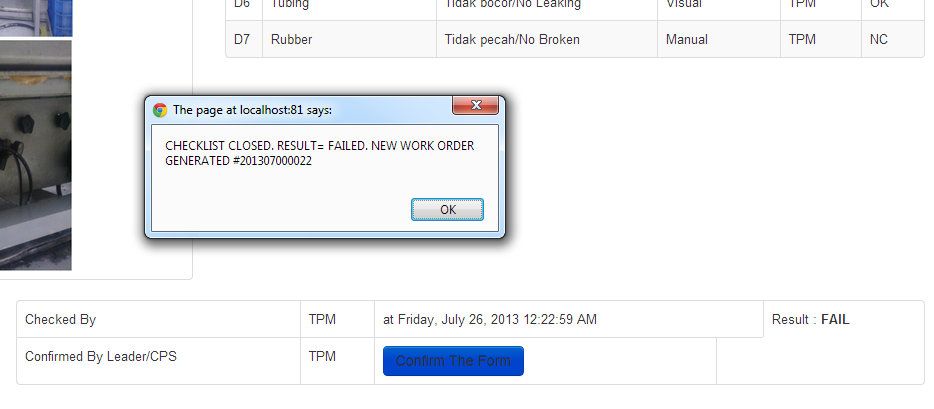 D6 Tubing Tidak bocor/No Leaking Visual TPM OK
D7 Rubber Tidak pecah/No Broken Manual TPM NC
The page at localhost:81 says:
CHECKLIST CLOSED. RESULT= FAILED. NEW WORK ORDER
GENERATED #201307000022
OK
Checked By TPM at Friday, July 26, 2013 12:22:59 AM Result : FAIL
Confirmed By Leader/CPS TPM Confirm The Form